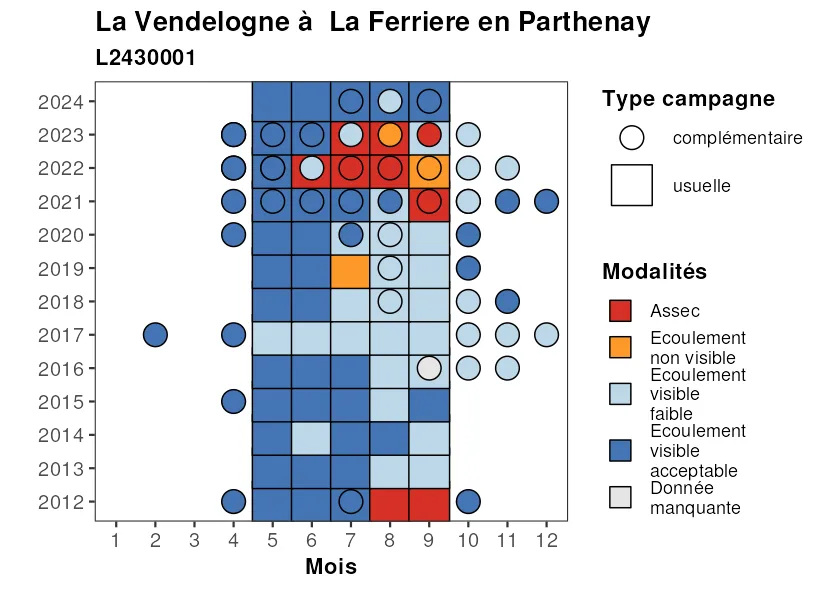 La Vendelogne à  La Ferriere en Parthenay
L2430001
2024
2023
2022
2021
2020
2019
2018
2017
2016
2015
2014
2013
2012
1 2 3 4 5 6 7 8 9 10 11 12
Mois
Type campagne
complémentaire
usuelle
Modalités
Assec
Ecoulement
non visible
Ecoulement
visible
faible
Ecoulement
visible
acceptable
Donnée
manquante